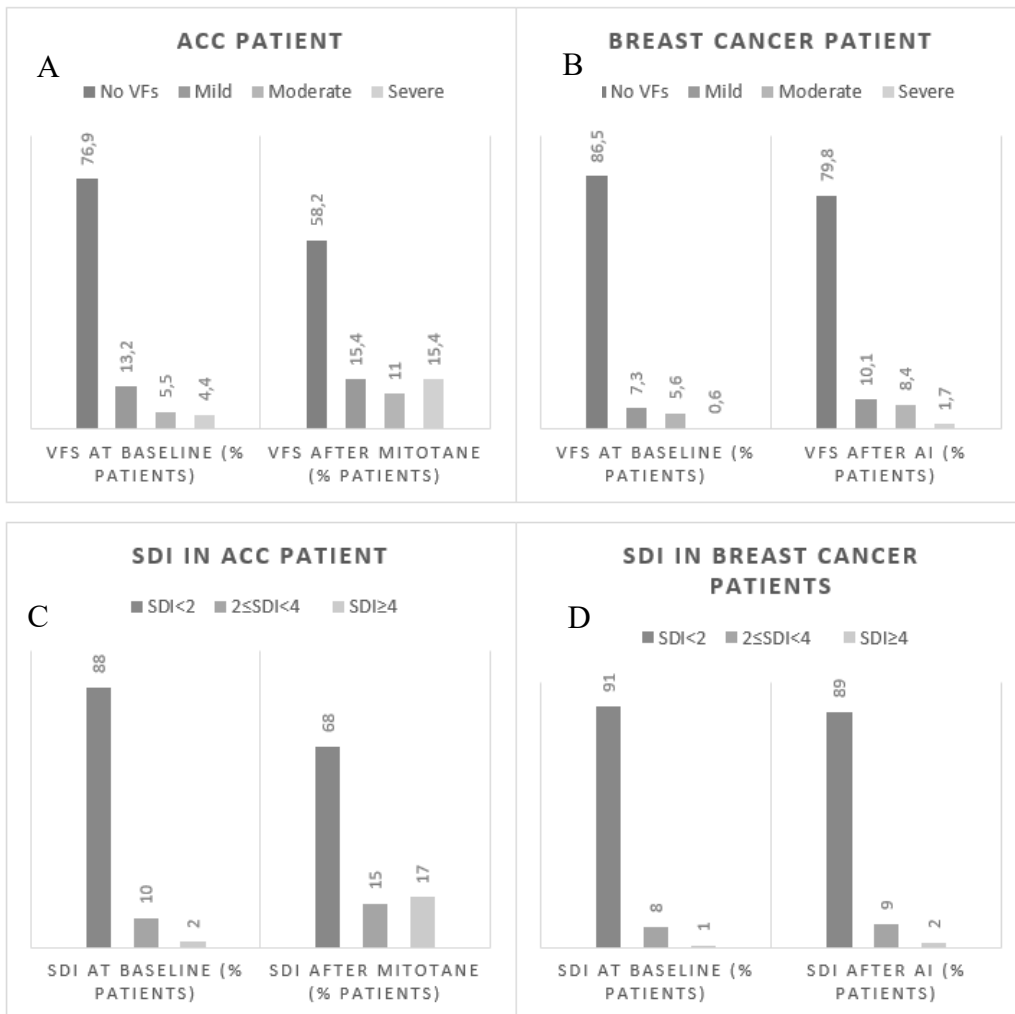 A
ACC PATIENT
No VFs Mild Moderate Severe
76,9
13,2
5,5
4,4
58,2
15,4
11
15,4
VFS AT BASELINE (%
PATIENTS)
VFS AFTER MITOTANE
(% PATIENTS)
B
BREAST CANCER PATIENT
No VFs Mild Moderate Severe
86,5
7,3
5,6
0,6
79,8
10,1
8,4
1,7
VFS AT BASELINE (%
PATIENTS)
VFS AFTER AI (%
PATIENTS)
C
SDI IN ACC PATIENT
SDI<2 2≤SDI<4 SDI≥4
88
10
2
68
15
17
SDI AT BASELINE (%
PATIENTS)
SDI AFTER MITOTANE
(% PATIENTS)
D
SDI IN BREAST CANCER
PATIENTS
SDI<2 2≤SDI<4 SDI≥4
91
8
1
89
9
2
SDI AT BASELINE (%
PATIENTS)
SDI AFTER AI (%
PATIENTS)